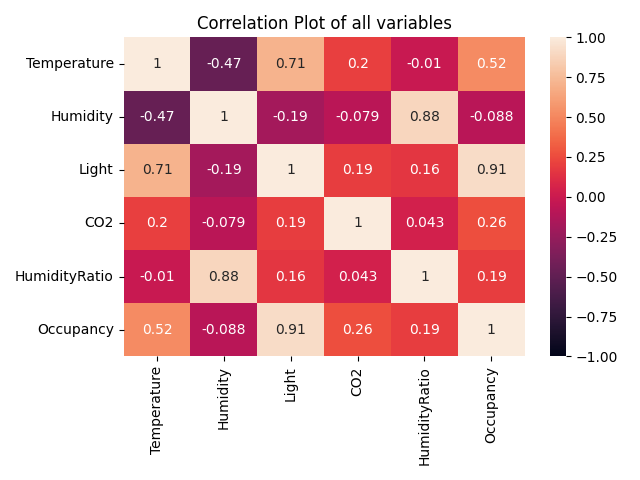 Correlation Plot of all variables
Temperature 1 -0.47 0.71 0.2 -0.01 0.52
Humidity -0.47 1 -0.19 -0.079 0.88 -0.088
Light 0.71 -0.19 1 0.19 0.16 0.91
CO2 0.2 -0.079 0.19 1 0.043 0.26
HumidityRatio -0.01 0.88 0.16 0.043 1 0.19
Occupancy 0.52 -0.088 0.91 0.26 0.19 1
Temperature
Humidity
Light
CO2
HumidityRatio
Occupancy
1.00
0.75
0.50
0.25
0.00
-0.25
-0.50
-0.75
-1.00